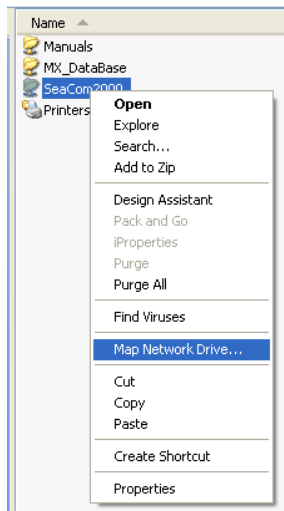 Name
Manuals
MX_DataBase
SeaCom2000
Printers
Open
Explore
Search...
Add to Zip
Design Assistant
Pack and Go
iProperties
Purge
Purge All
Find Viruses
Map Network Drive...
Cut
Copy
Paste
Create Shortcut
Properties